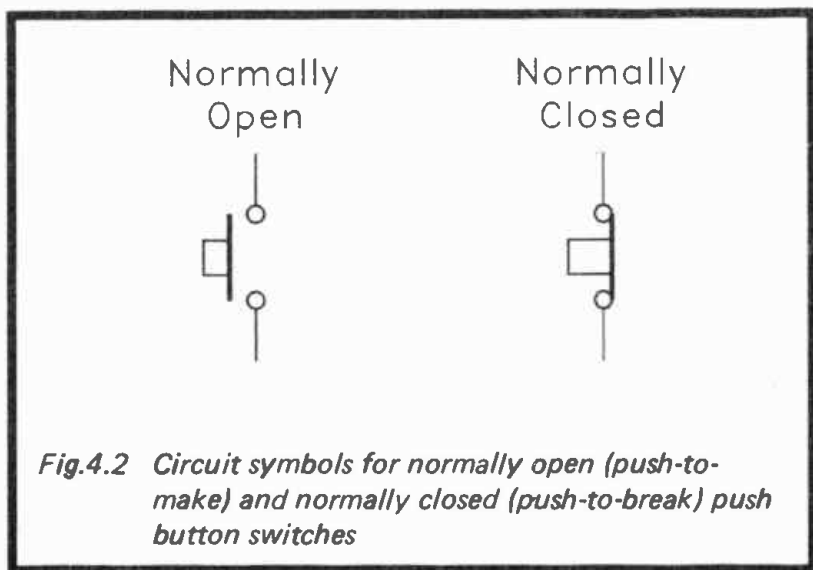 Normally
Open
Normally
Closed
Fig.4.2 Circuit symbols for normally open (push-to-
make) and normally closed (push-to-break) push
button switches